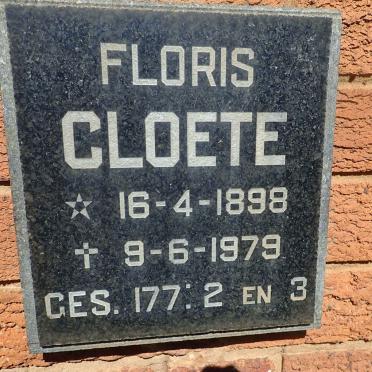 FLORIS
CLOETE
☆ 16-4-1898
✝ 9-6-1979
GES. 177: 2 EN 3